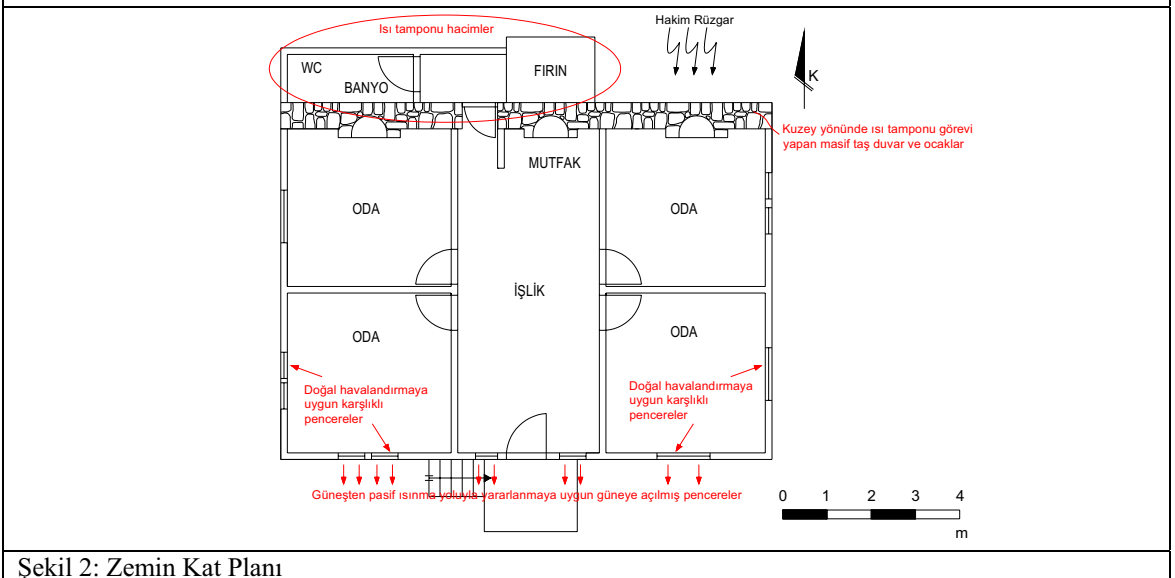 Isı tamponu hacimler
Hakim Rüzgar
WC
BANYO
FIRIN
K
Kuzey yönünde ısı tamponu görevi
yapan masif taş duvar ve ocaklar
MUTFAK
ODA
ODA
İŞLİK
ODA
ODA
Doğal havalandırmaya
uygun karşılıklı
pencereler
Doğal havalandırmaya
uygun karşlıklı
pencereler
Güneşten pasif ısınma yoluyla yararlanmaya uygun güneye açılmış pencereler
0 1 2 3 4
m
Şekil 2: Zemin Kat Planı